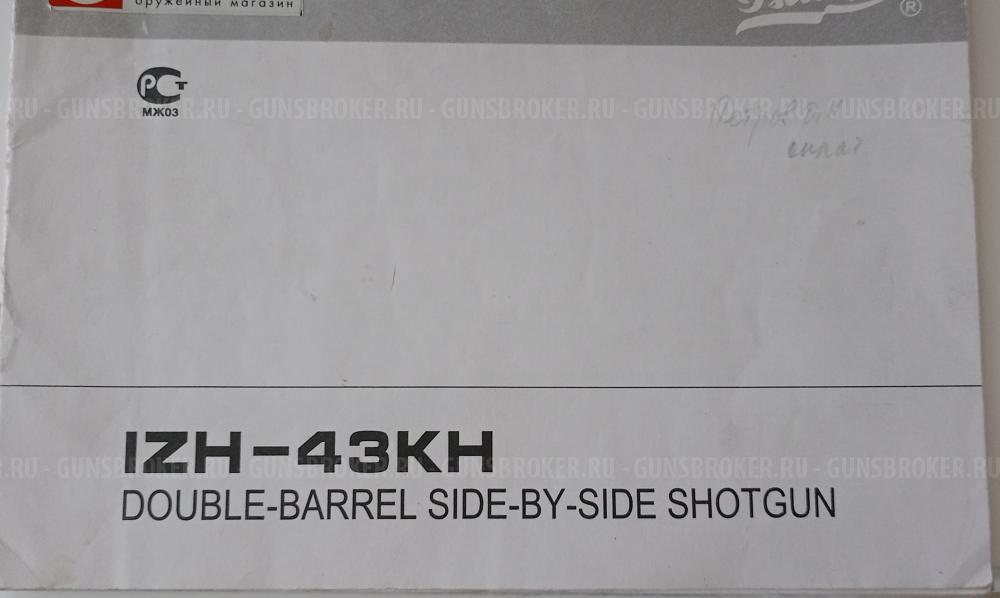 оружейный магазин
®
РСТ
МЖ03
.RU - GUNSBROKER.RU - GUNSBROKER.RU - GUNSBROKER.RU - GUNSBROKER.RU - GUNSBROKER.RU
IZH-43KH
.RU - GUNSBROKER.RU - GUNSBROKER.RU - GUNSBROKER.RU - GUNSBROKER.RU - GUNSBROKER.RU
DOUBLE-BARREL SIDE-BY-SIDE SHOTGUN